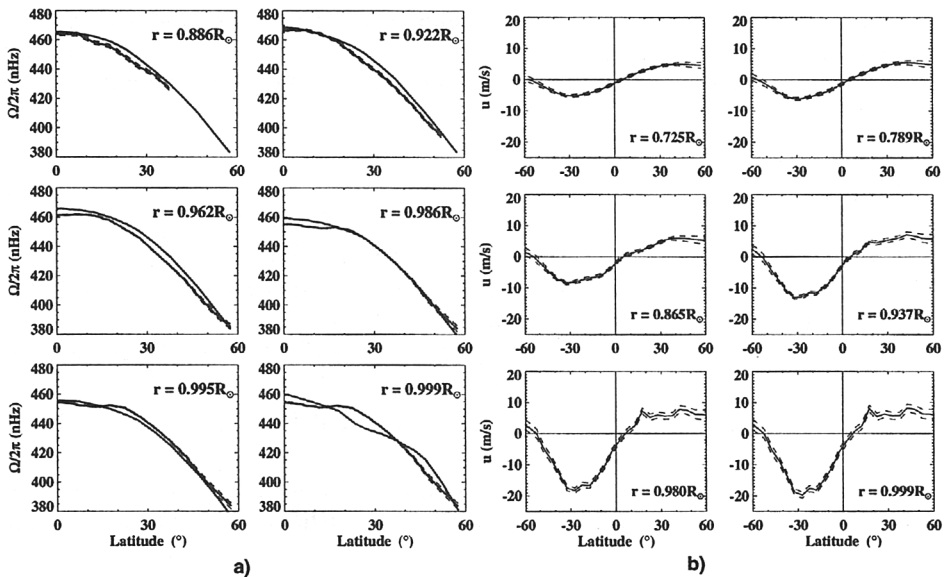 480
460
440
420
400
380
Ω/2π (nHz)
r = 0.886R⊙
0 30 60
480
460
440
420
400
380
r = 0.922R⊙
0 30 60
480
460
440
420
400
380
Ω/2π (nHz)
r = 0.962R⊙
0 30 60
480
460
440
420
400
380
r = 0.986R⊙
0 30 60
480
460
440
420
400
380
Ω/2π (nHz)
r = 0.995R⊙
0 30 60
Latitude (°)
480
460
440
420
400
380
r = 0.999R⊙
0 30 60
Latitude (°)
a)
20
10
0
-10
-20
u (m/s)
r = 0.725R⊙
-60 -30 0 30 60
20
10
0
-10
-20
r = 0.789R⊙
-60 -30 0 30 60
20
10
0
-10
-20
u (m/s)
r = 0.865R⊙
-60 -30 0 30 60
20
10
0
-10
-20
r = 0.937R⊙
-60 -30 0 30 60
20
10
0
-10
-20
u (m/s)
r = 0.980R⊙
-60 -30 0 30 60
Latitude (°)
20
10
0
-10
-20
r = 0.999R⊙
-60 -30 0 30 60
Latitude (°)
b)